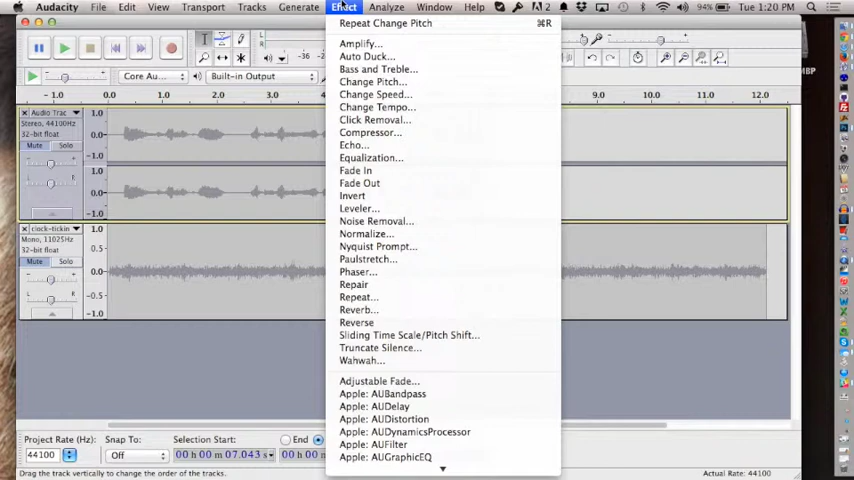 Audacity File Edit View Transport Tracks Generate Effect Analyze Window Help 2 94% Tue 1:20 PM
Repeat Change Pitch ⌘R
L
R
-36
Core Au... Built-in Output
0.0 1.0 2.0 3.0 9.0 10.0 11.0 12.0
Audio Trac
Stereo, 44100Hz
32-bit float
Mute Solo
- +
L R
1.0
0.0
-1.0
1.0
0.0
-1.0
clock-tickin
Mono, 11025Hz
32-bit float
Mute Solo
- +
L R
1.0
0.5
0.0
-0.5
-1.0
Amplify...
Auto Duck...
Bass and Treble...
Change Pitch...
Change Speed...
Change Tempo...
Click Removal...
Compressor...
Echo...
Equalization...
Fade In
Fade Out
Invert
Leveler...
Noise Removal...
Normalize...
Nyquist Prompt...
Paulstretch...
Phaser...
Repair
Repeat...
Reverb...
Reverse
Sliding Time Scale/Pitch Shift...
Truncate Silence...
Wahwah...
Adjustable Fade...
Apple: AUBandpass
Apple: AUDelay
Apple: AUDistortion
Apple: AUDynamicsProcessor
Apple: AUFilter
Apple: AUGraphicEQ
MBP
Project Rate (Hz): Snap To: Selection Start: End
44100 Off 00 h 00 m 07.043 s 00 h
Drag the track vertically to change the order of the tracks. Actual Rate: 44100